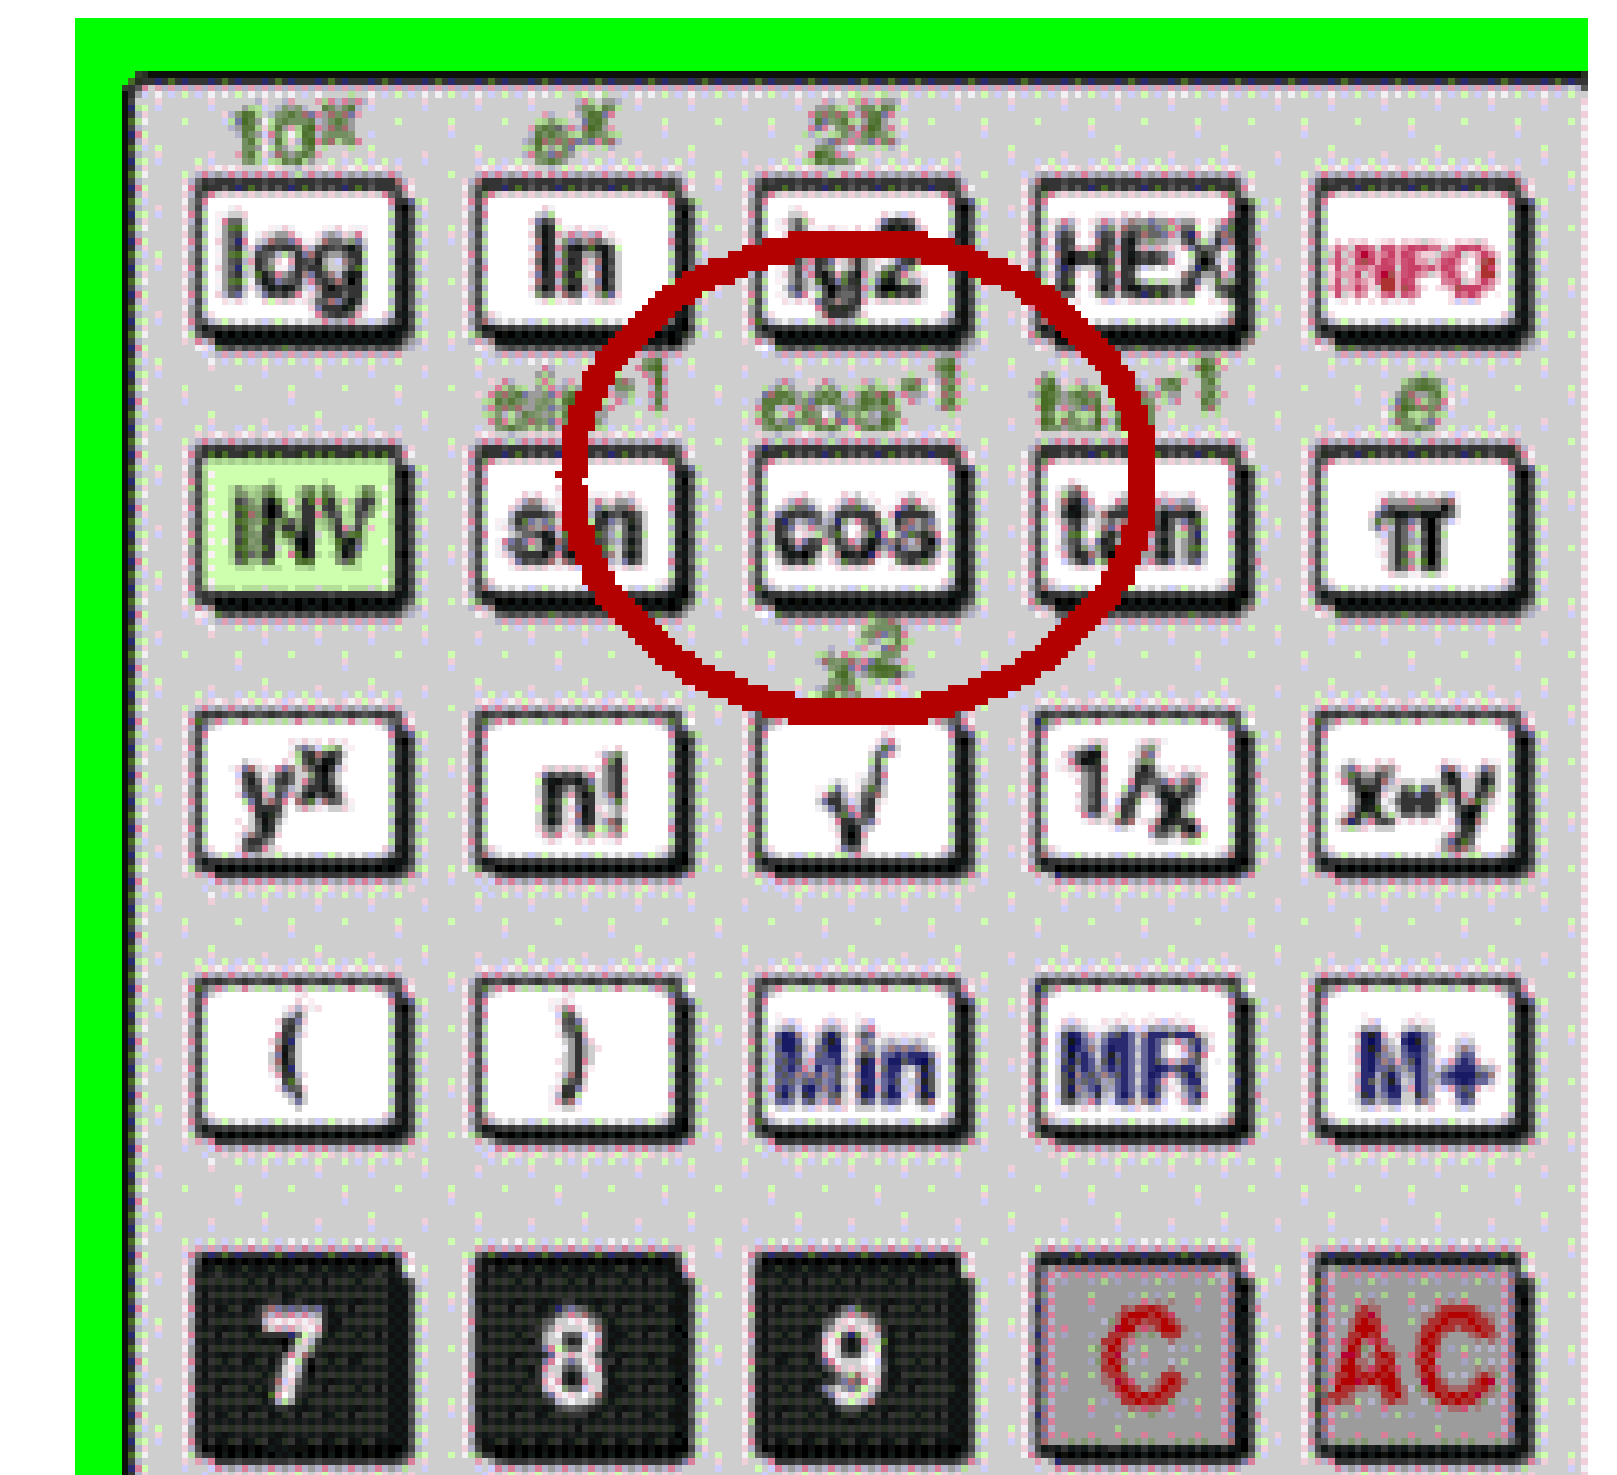 10ˣ eˣ 2ˣ
log ln lg2 HEX INFO
sin⁻¹ cos⁻¹ tan⁻¹ e
INV sin cos tan π
x²
yˣ n! √ 1/x x↔y
( ) Min MR M+
7 8 9 C AC